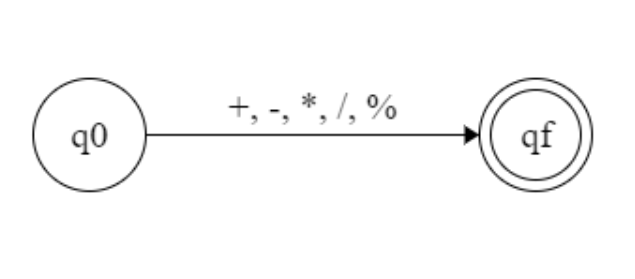 +, -, *, /, %
q0
qf